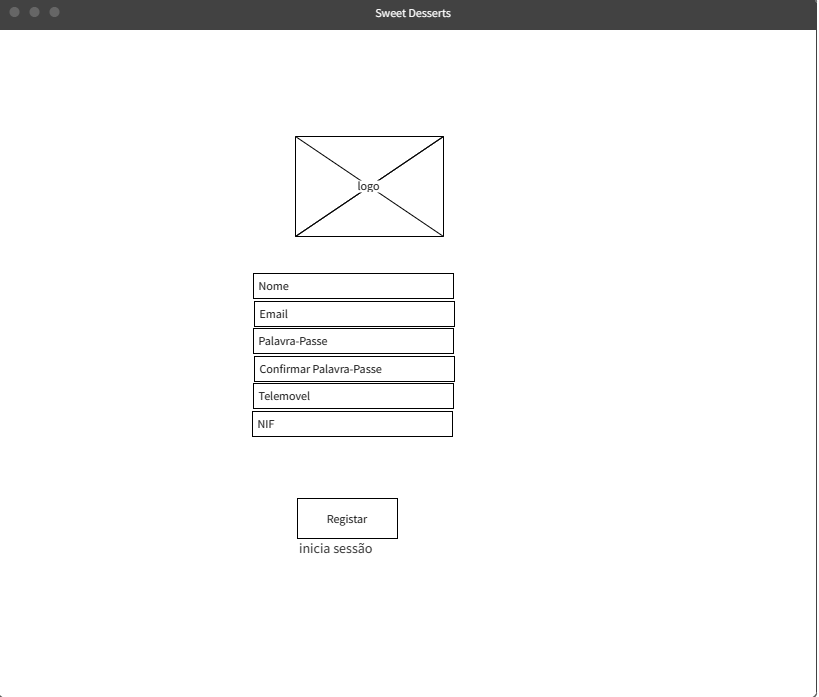 Sweet Desserts
logo
Nome
Email
Palavra-Passe
Confirmar Palavra-Passe
Telemovel
NIF
Registar
inicia sessão